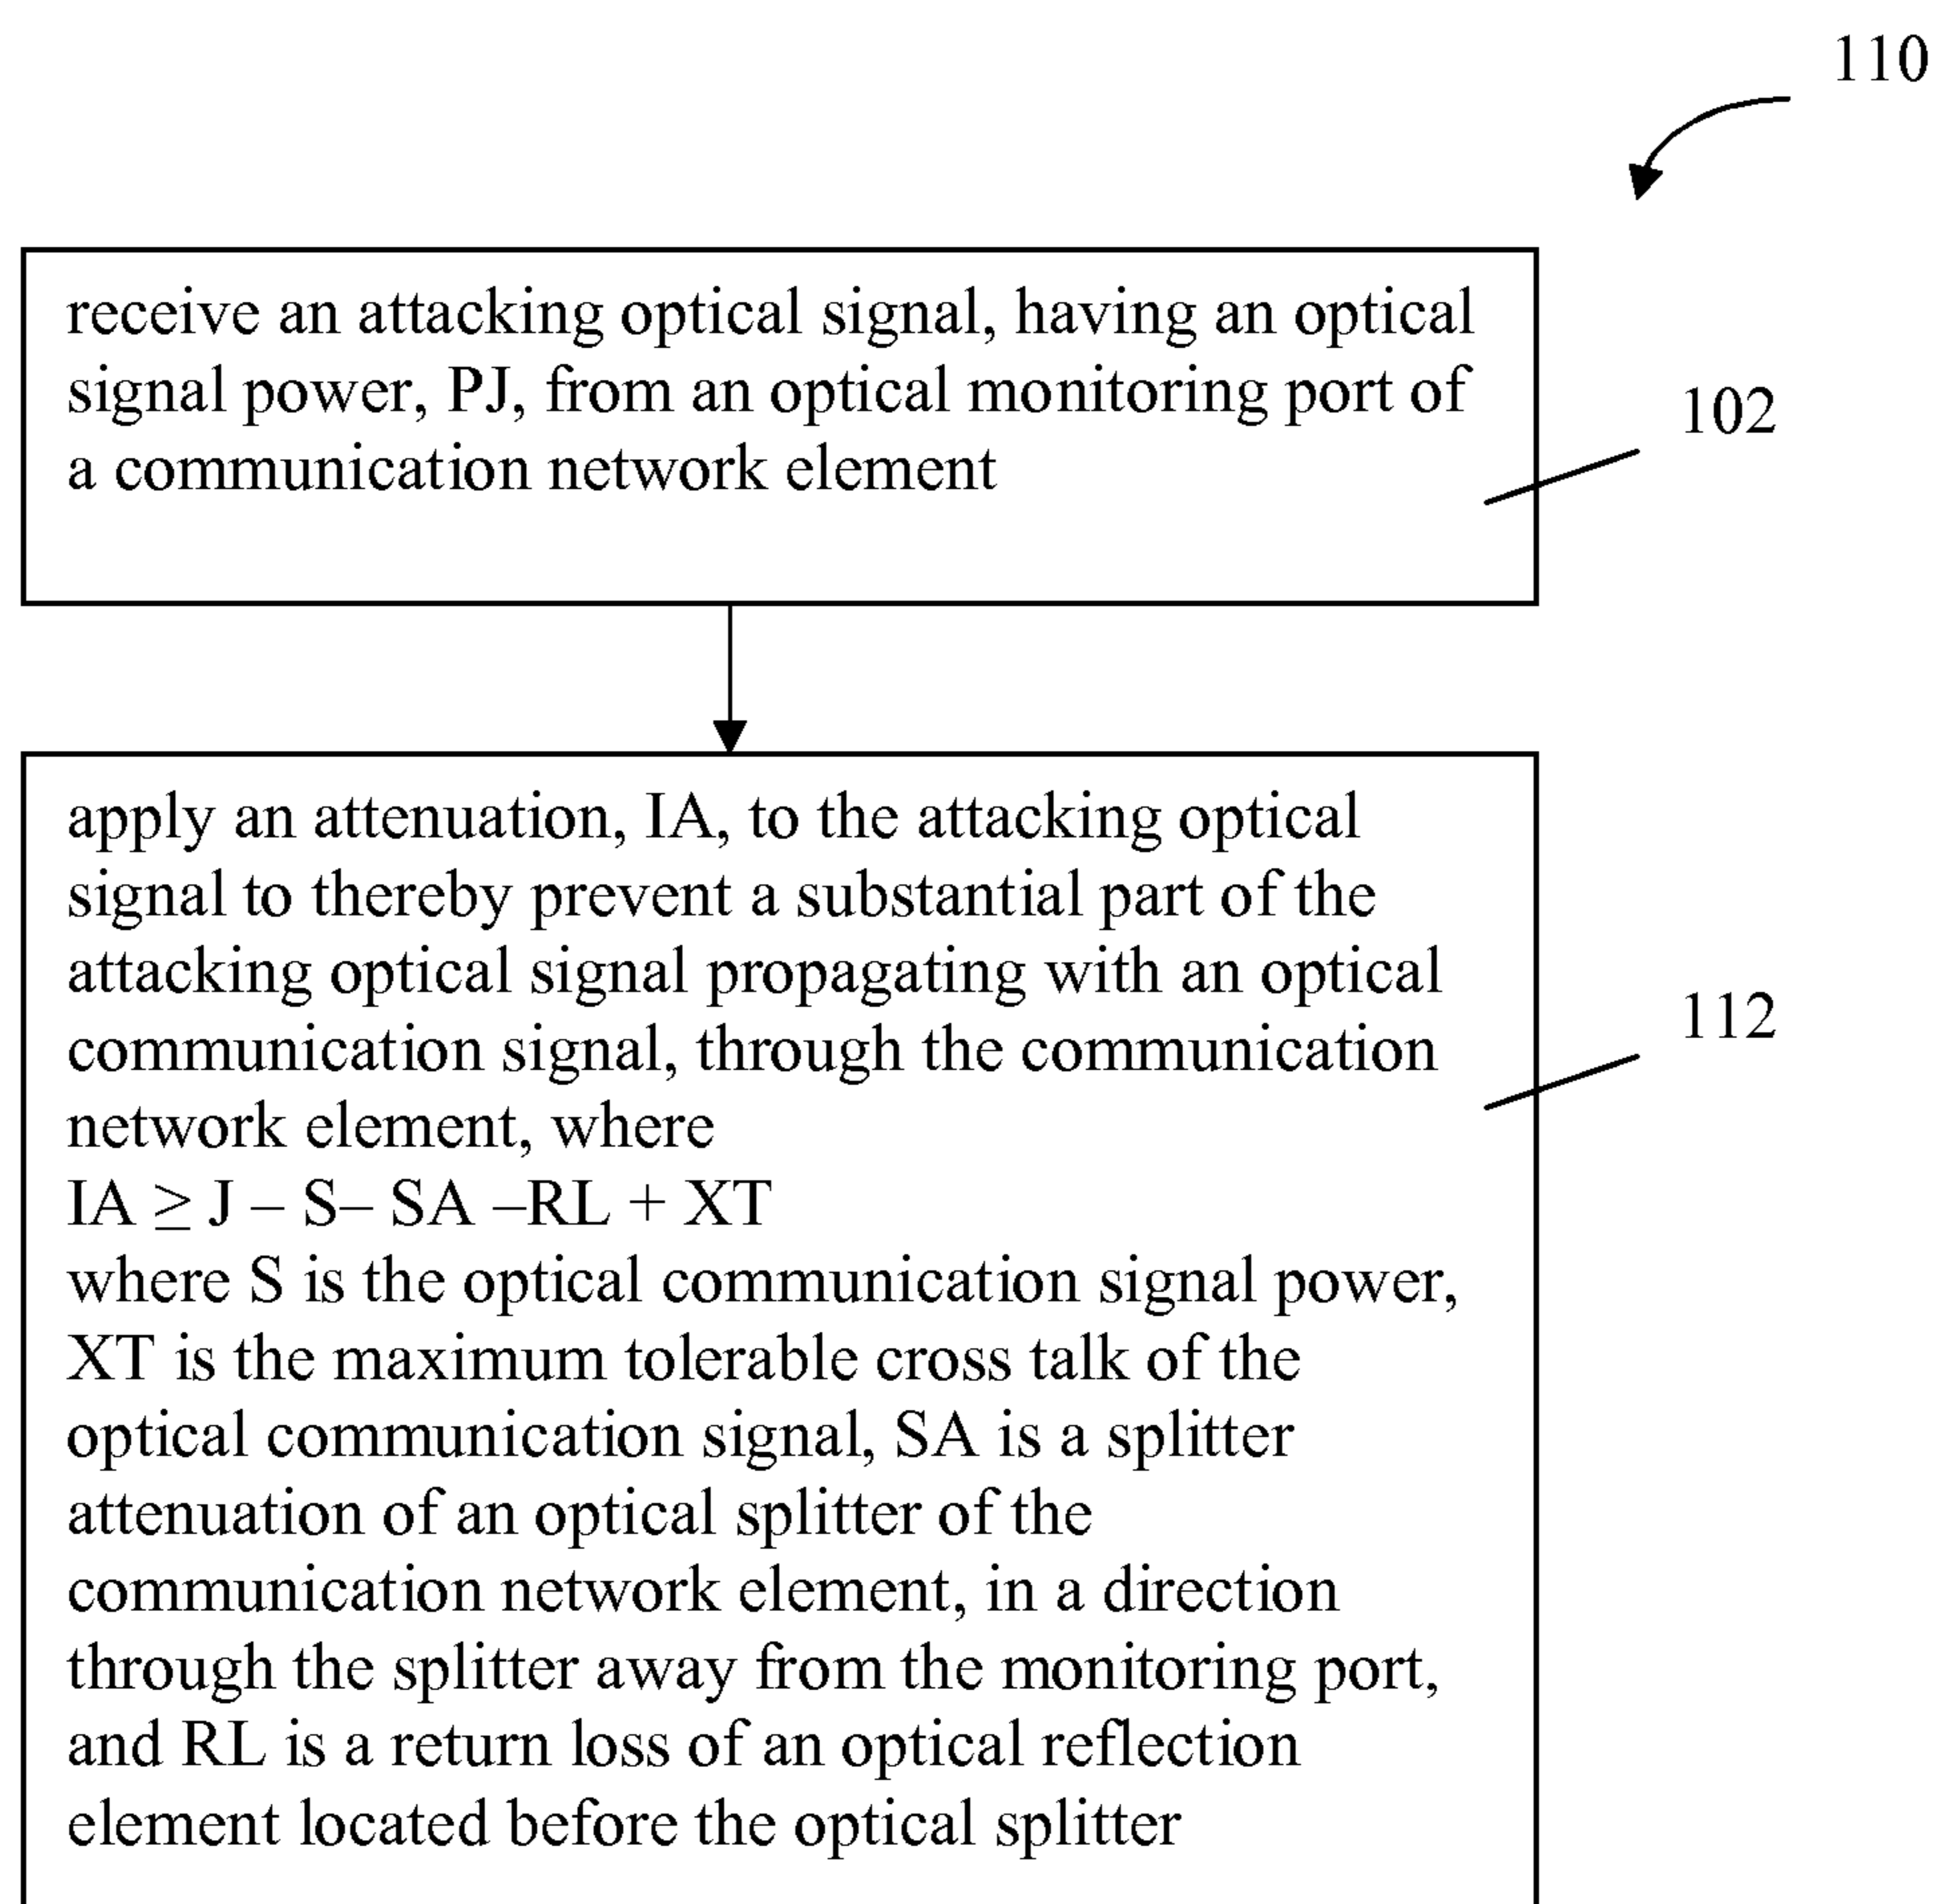 110
receive an attacking optical signal, having an optical
signal power, PJ, from an optical monitoring port of
a communication network element
102
apply an attenuation, IA, to the attacking optical
signal to thereby prevent a substantial part of the
attacking optical signal propagating with an optical
communication signal, through the communication
network element, where
IA ≥ J – S– SA –RL + XT
where S is the optical communication signal power,
XT is the maximum tolerable cross talk of the
optical communication signal, SA is a splitter
attenuation of an optical splitter of the
communication network element, in a direction
through the splitter away from the monitoring port,
and RL is a return loss of an optical reflection
element located before the optical splitter
112